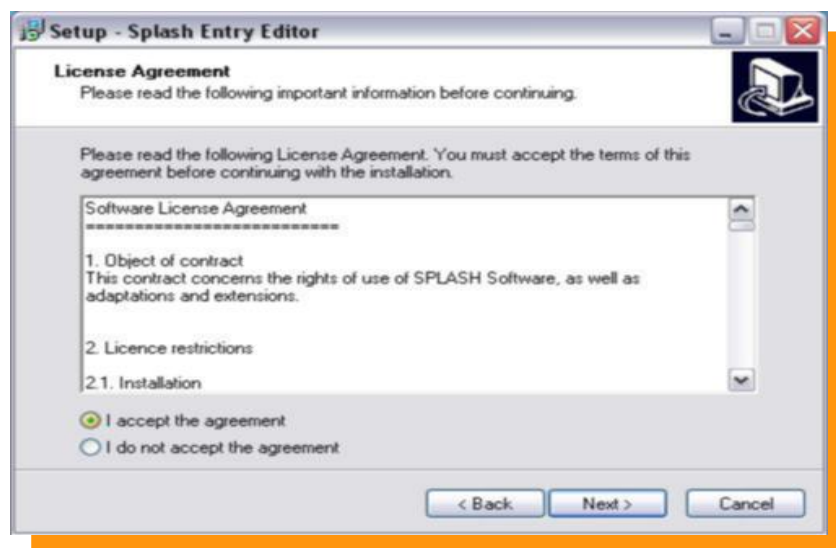 Setup - Splash Entry Editor
License Agreement
Please read the following important information before continuing.
Please read the following License Agreement. You must accept the terms of this
agreement before continuing with the installation.
Software License Agreement
==========================
1. Object of contract
This contract concerns the rights of use of SPLASH Software, as well as
adaptations and extensions.
2. Licence restrictions
2.1. Installation
I accept the agreement
I do not accept the agreement
< Back
Next >
Cancel